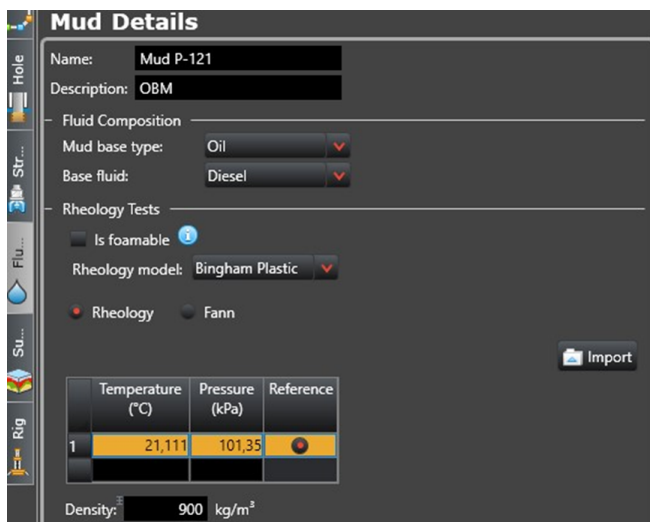 Mud Details
Hole
Name: Mud P-121
Description: OBM
Fluid Composition
Mud base type: Oil
Str...
Base fluid: Diesel
Rheology Tests
Is foamable
Flu...
Rheology model: Bingham Plastic
Rheology Fann
Su...
Import
Temperature (°C) Pressure (kPa) Reference
Rig
1 21,111 101,35
Density: 900 kg/m³